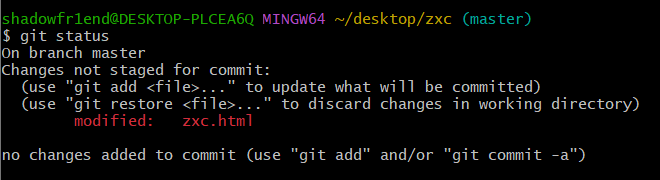 shadowfr1end@DESKTOP-PLCEA6Q MINGW64 ~/desktop/zxc (master)
$ git status
On branch master
Changes not staged for commit:
  (use "git add <file>..." to update what will be committed)
  (use "git restore <file>..." to discard changes in working directory)
        modified:   zxc.html

no changes added to commit (use "git add" and/or "git commit -a")